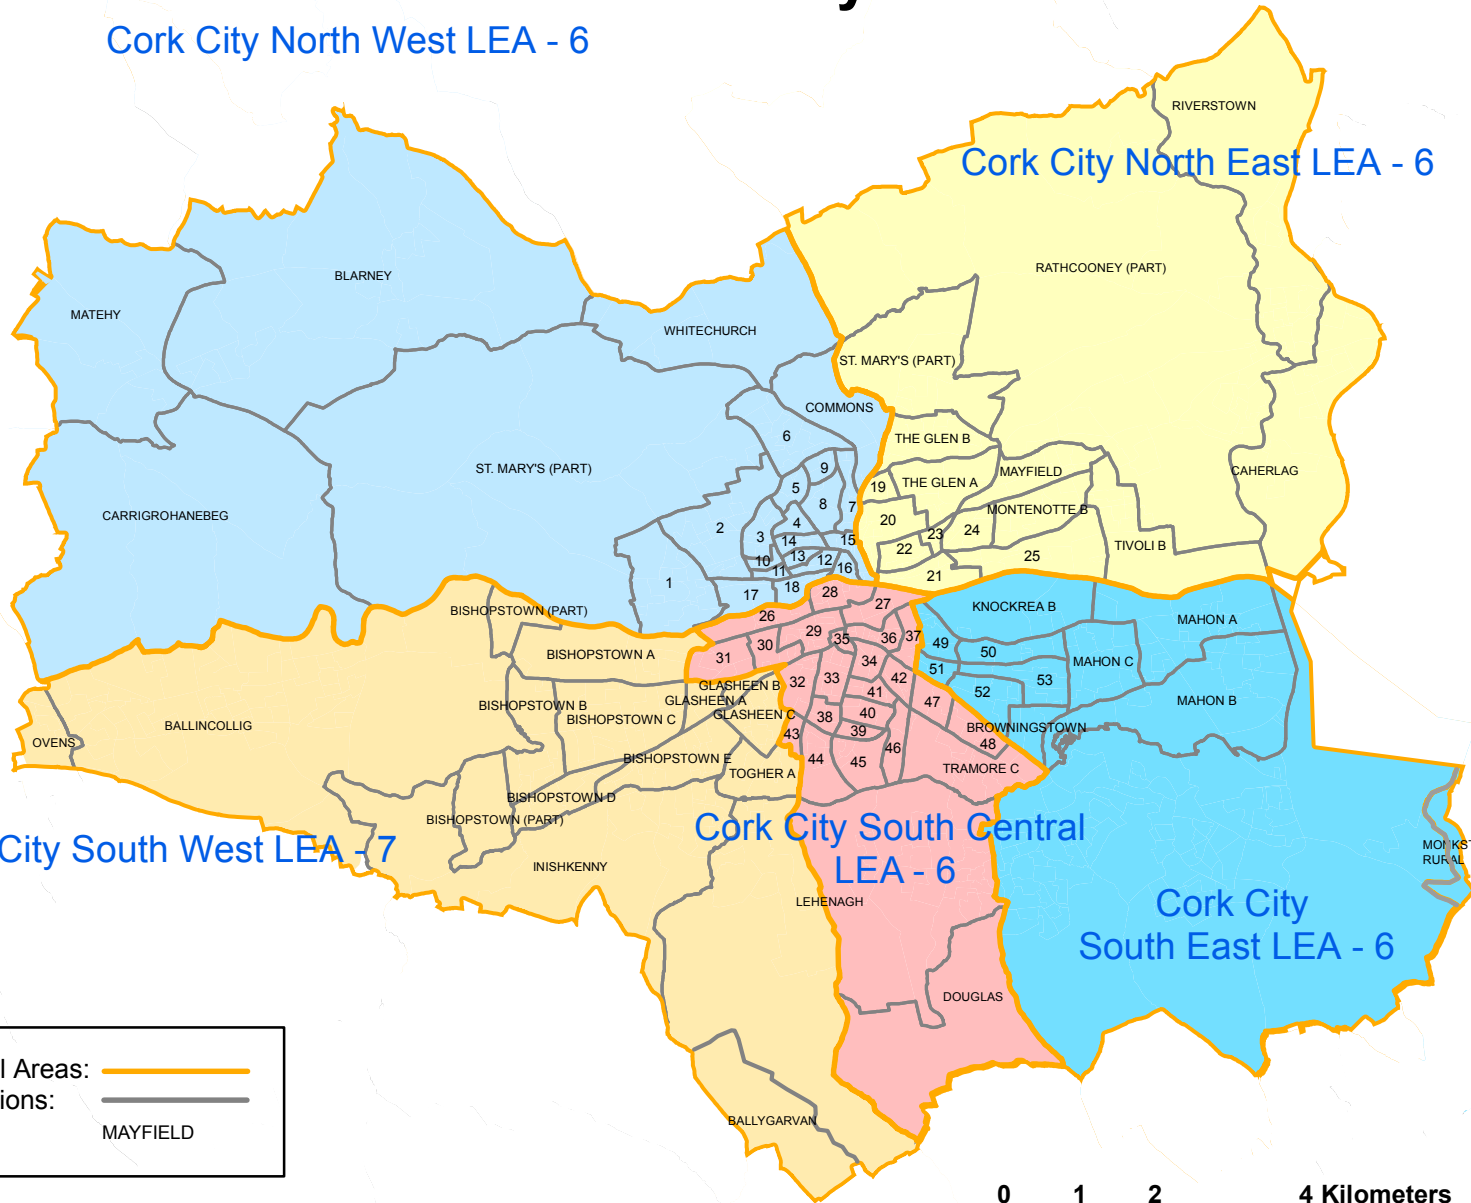 Cork City North West LEA - 6
RIVERSTOWN
Cork City North East LEA - 6
RATHCOONEY (PART)
BLARNEY
MATEHY
WHITECHURCH
ST. MARY'S (PART)
COMMONS
6
THE GLEN B
ST. MARY'S (PART)
9
MAYFIELD
CAHERLAG
5
19
THE GLEN A
CARRIGROHANEBEG
8
7
MONTENOTTE B
2
4
20
24
3
14
15
23
TIVOLI B
22
10
13
12
25
11
16
21
1
17
18
28
27
KNOCKREA B
BISHOPSTOWN (PART)
26
MAHON A
29
35
36
37
49
30
50
BISHOPSTOWN A
31
34
51
MAHON C
32
33
42
53
GLASHEEN B
41
52
GLASHEEN A
47
MAHON B
BISHOPSTOWN B
GLASHEEN C
38
40
BISHOPSTOWN C
BALLINCOLLIG
BROWNINGSTOWN
43
39
OVENS
46
48
BISHOPSTOWN E
44
45
TRAMORE C
TOGHER A
BISHOPSTOWN D
BISHOPSTOWN (PART)
Cork City South Central
LEA - 6
City South West LEA - 7
INISHKENNY
MONKS
RURAL
LEHENAGH
Cork City
South East LEA - 6
DOUGLAS
l Areas:
ions:
MAYFIELD
BALLYGARVAN
0 1 2 4 Kilometers